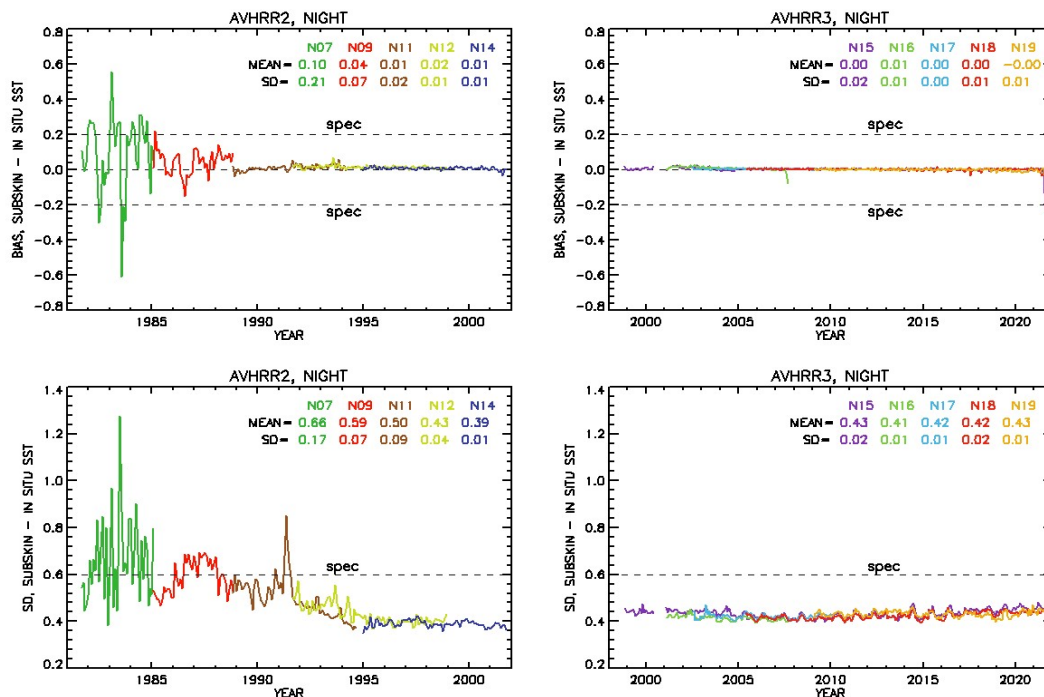 AVHRR2, NIGHT
N07 N09 N11 N12 N14
MEAN= 0.10 0.04 0.01 0.02 0.01
SD= 0.21 0.07 0.02 0.01 0.01
spec
spec
0.8
0.6
0.4
0.2
0.0
-0.2
-0.4
-0.6
-0.8
BIAS, SUBSKIN - IN SITU SST
1985 1990 1995 2000
YEAR
AVHRR3, NIGHT
N15 N16 N17 N18 N19
MEAN= 0.00 0.01 0.00 0.00 -0.00
SD= 0.02 0.01 0.00 0.01 0.01
spec
spec
0.8
0.6
0.4
0.2
0.0
-0.2
-0.4
-0.6
-0.8
BIAS, SUBSKIN - IN SITU SST
2000 2005 2010 2015 2020
YEAR
AVHRR2, NIGHT
N07 N09 N11 N12 N14
MEAN= 0.66 0.59 0.50 0.43 0.39
SD= 0.17 0.07 0.09 0.04 0.01
spec
1.4
1.2
1.0
0.8
0.6
0.4
0.2
SD, SUBSKIN - IN SITU SST
1985 1990 1995 2000
YEAR
AVHRR3, NIGHT
N15 N16 N17 N18 N19
MEAN= 0.43 0.41 0.42 0.42 0.43
SD= 0.02 0.01 0.01 0.02 0.01
spec
1.4
1.2
1.0
0.8
0.6
0.4
0.2
SD, SUBSKIN - IN SITU SST
2000 2005 2010 2015 2020
YEAR